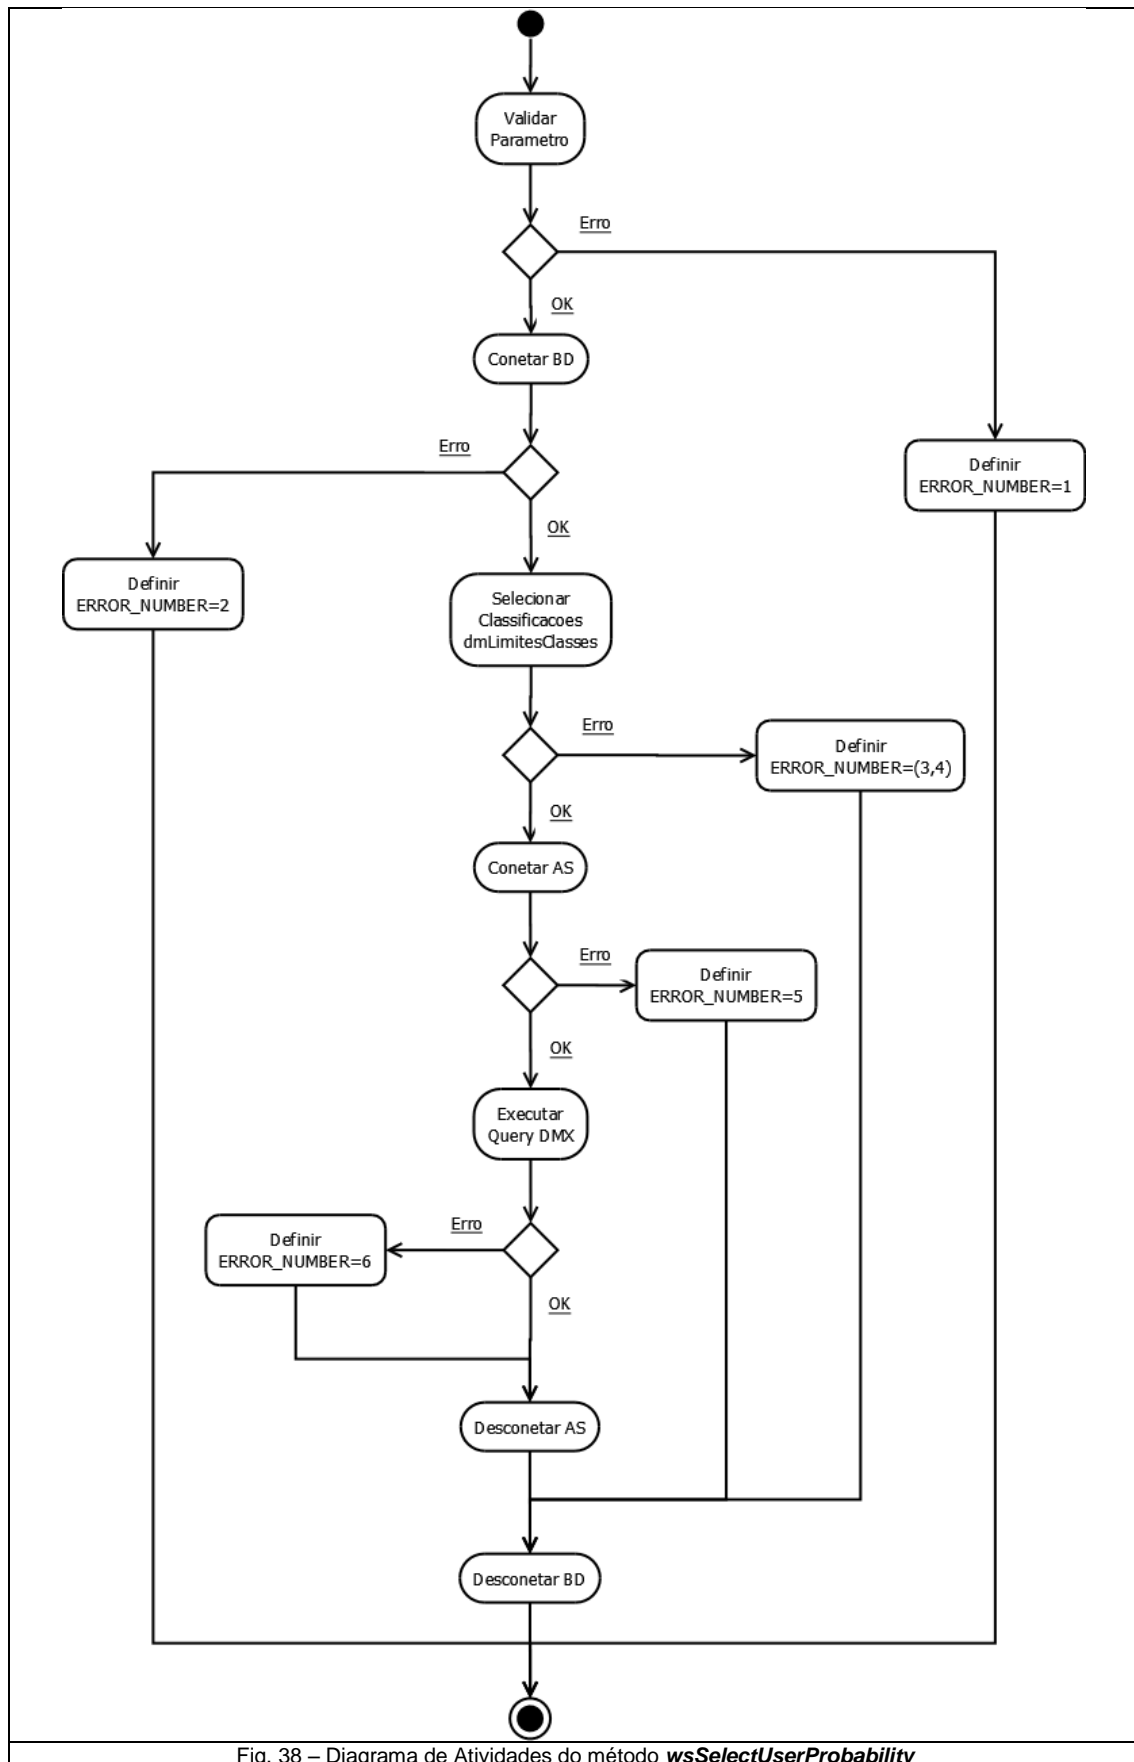 Validar
Parametro
Erro
OK
Conetar BD
Erro
Definir
ERROR_NUMBER=1
OK
Definir
ERROR_NUMBER=2
Selecionar
Classificacoes
dmLimitesClasses
Erro
Definir
ERROR_NUMBER=(3,4)
OK
Conetar AS
Erro
Definir
ERROR_NUMBER=5
OK
Executar
Query DMX
Erro
Definir
ERROR_NUMBER=6
OK
Desconetar AS
Desconetar BD
Fig. 38 – Diagrama de Atividades do método wsSelectUserProbability